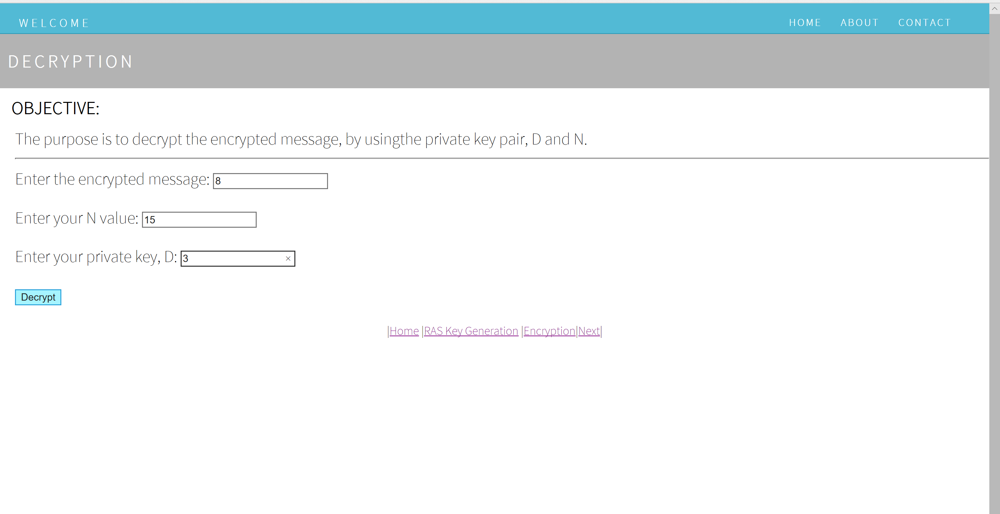 WELCOME HOME ABOUT CONTACT
DECRYPTION
OBJECTIVE:
The purpose is to decrypt the encrypted message, by usingthe private key pair, D and N.
Enter the encrypted message: 8
Enter your N value: 15
Enter your private key, D: 3 ×
Decrypt
|Home |RAS Key Generation |Encryption|Next|